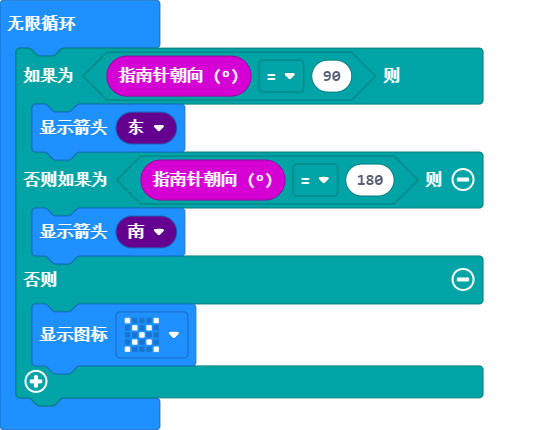 无限循环
如果为 指南针朝向（°） = 90 则
显示箭头 东
否则如果为 指南针朝向（°） = 180 则
显示箭头 南
否则
显示图标